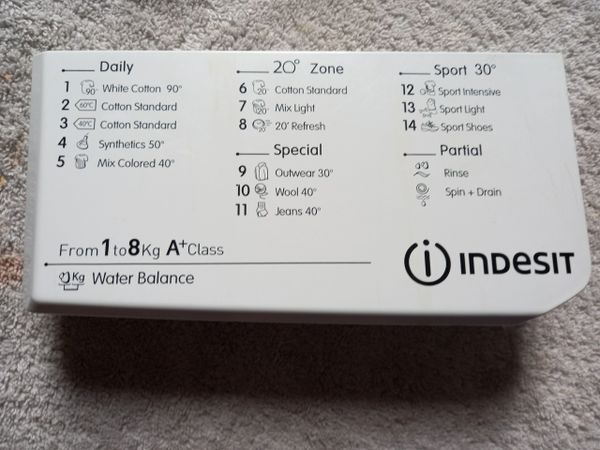 Daily
1 White Cotton 90°
2 60°C Cotton Standard
3 40°C Cotton Standard
4 Synthetics 50°
5 Mix Colored 40°
20° Zone
6 Cotton Standard
7 Mix Light
8 20' Refresh
Special
9 Outwear 30°
10 Wool 40°
11 Jeans 40°
Sport 30°
12 Sport Intensive
13 Sport Light
14 Sport Shoes
Partial
Rinse
Spin + Drain
From 1 to 8 Kg A+ Class
Kg Water Balance
INDESIT